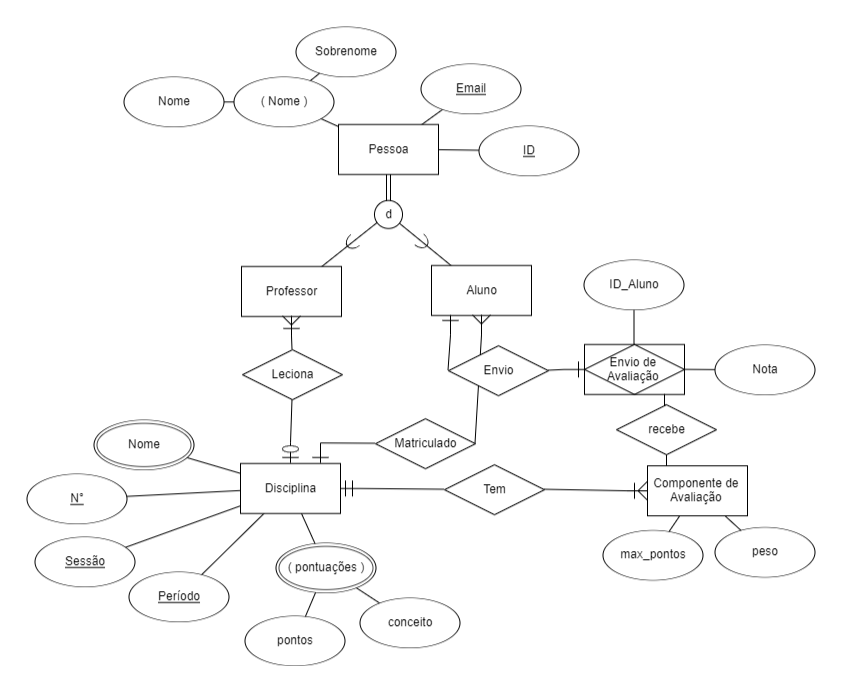 Sobrenome
Nome
( Nome )
Email
Pessoa
ID
d
Professor
Aluno
ID_Aluno
Leciona
Envio
Envio de
Avaliação
Nota
Nome
Matriculado
recebe
N°
Disciplina
Tem
Componente de
Avaliação
Sessão
max_pontos
peso
( pontuações )
Período
pontos
conceito